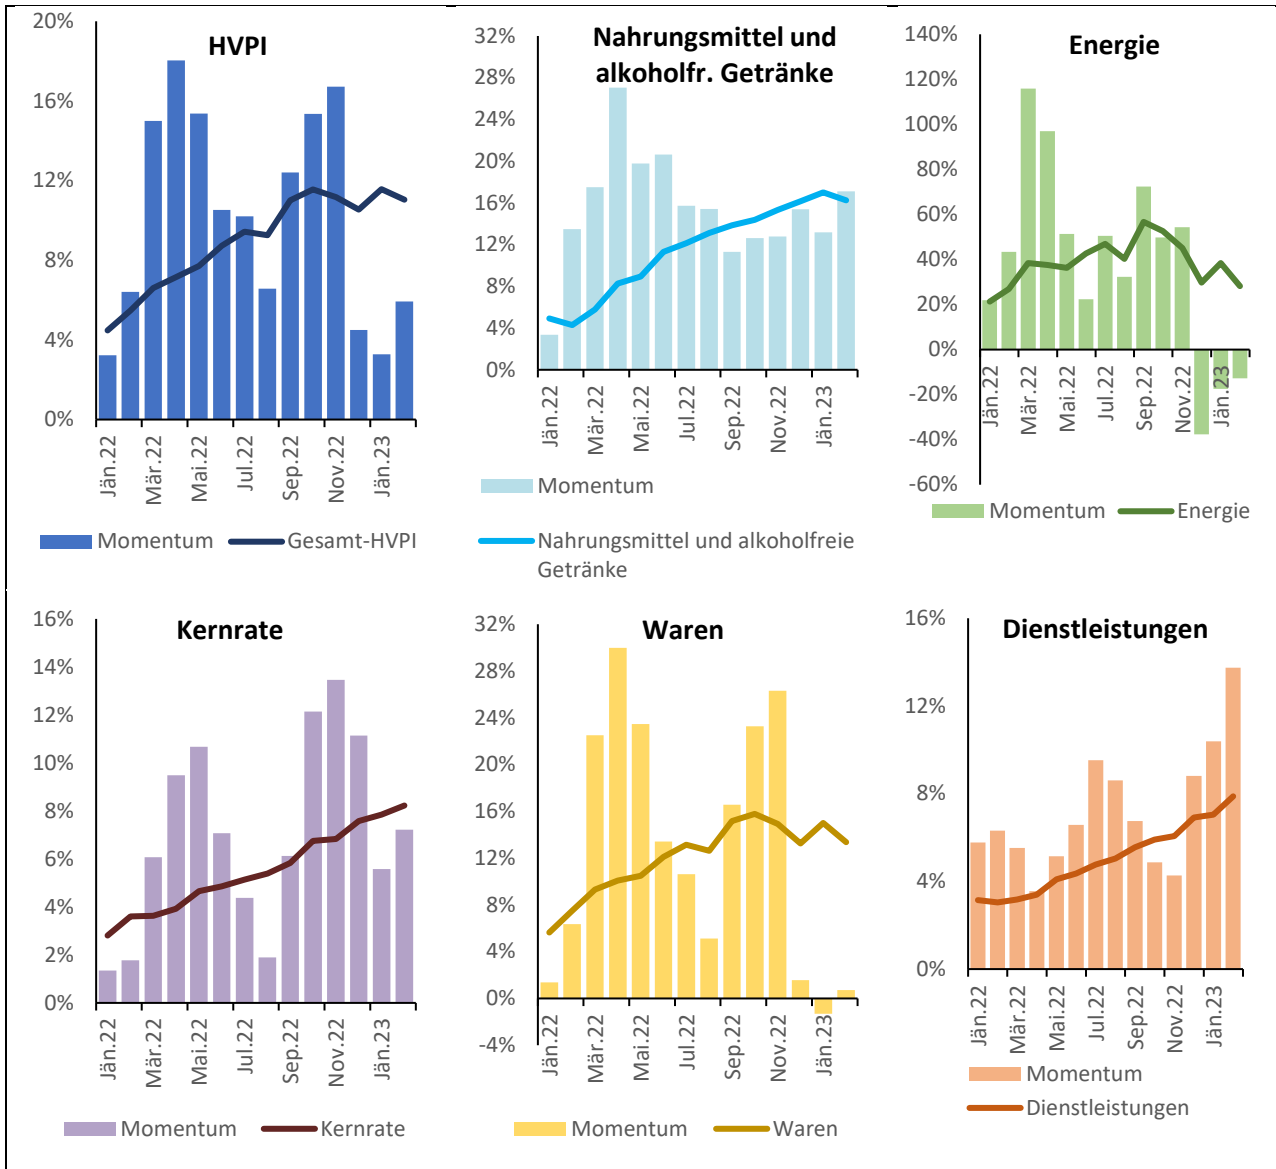 HVPI
20%
16%
12%
8%
4%
0%
Jän.22
Mär.22
Mai.22
Jul.22
Sep.22
Nov.22
Jän.23
Momentum
Gesamt-HVPI
Nahrungsmittel und
alkoholfr. Getränke
32%
28%
24%
20%
16%
12%
8%
4%
0%
Jän.22
Mär.22
Mai.22
Jul.22
Sep.22
Nov.22
Jän.23
Momentum
Nahrungsmittel und alkoholfreie
Getränke
Energie
140%
120%
100%
80%
60%
40%
20%
0%
-20%
-40%
-60%
Jän.22
Mär.22
Mai.22
Jul.22
Sep.22
Nov.22
Jän.23
Momentum
Energie
Kernrate
16%
14%
12%
10%
8%
6%
4%
2%
0%
Jän.22
Mär.22
Mai.22
Jul.22
Sep.22
Nov.22
Jän.23
Momentum
Kernrate
Waren
32%
28%
24%
20%
16%
12%
8%
4%
0%
-4%
Jän.22
Mär.22
Mai.22
Jul.22
Sep.22
Nov.22
Jän.23
Momentum
Waren
Dienstleistungen
16%
12%
8%
4%
0%
Jän.22
Mär.22
Mai.22
Jul.22
Sep.22
Nov.22
Jän.23
Momentum
Dienstleistungen